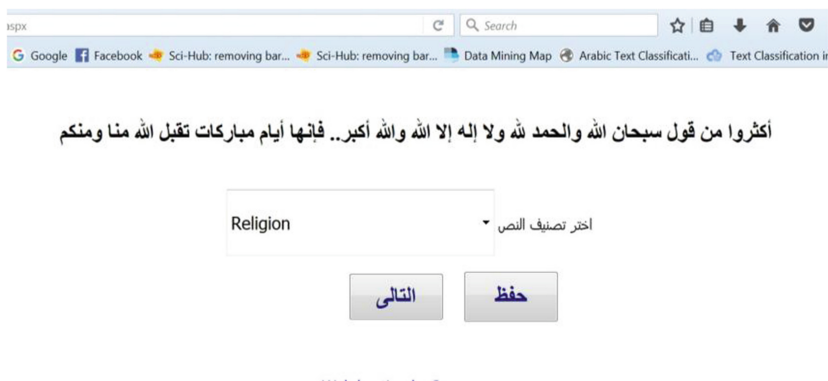 aspx
Search
Google Facebook Sci-Hub: removing bar... Sci-Hub: removing bar... Data Mining Map Arabic Text Classificati... Text Classification in
أكثروا من قول سبحان الله والحمد لله ولا إله إلا الله والله أكبر.. فإنها أيام مباركات تقبل الله منا ومنكم
اختر تصنيف النص Religion
حفظ التالى